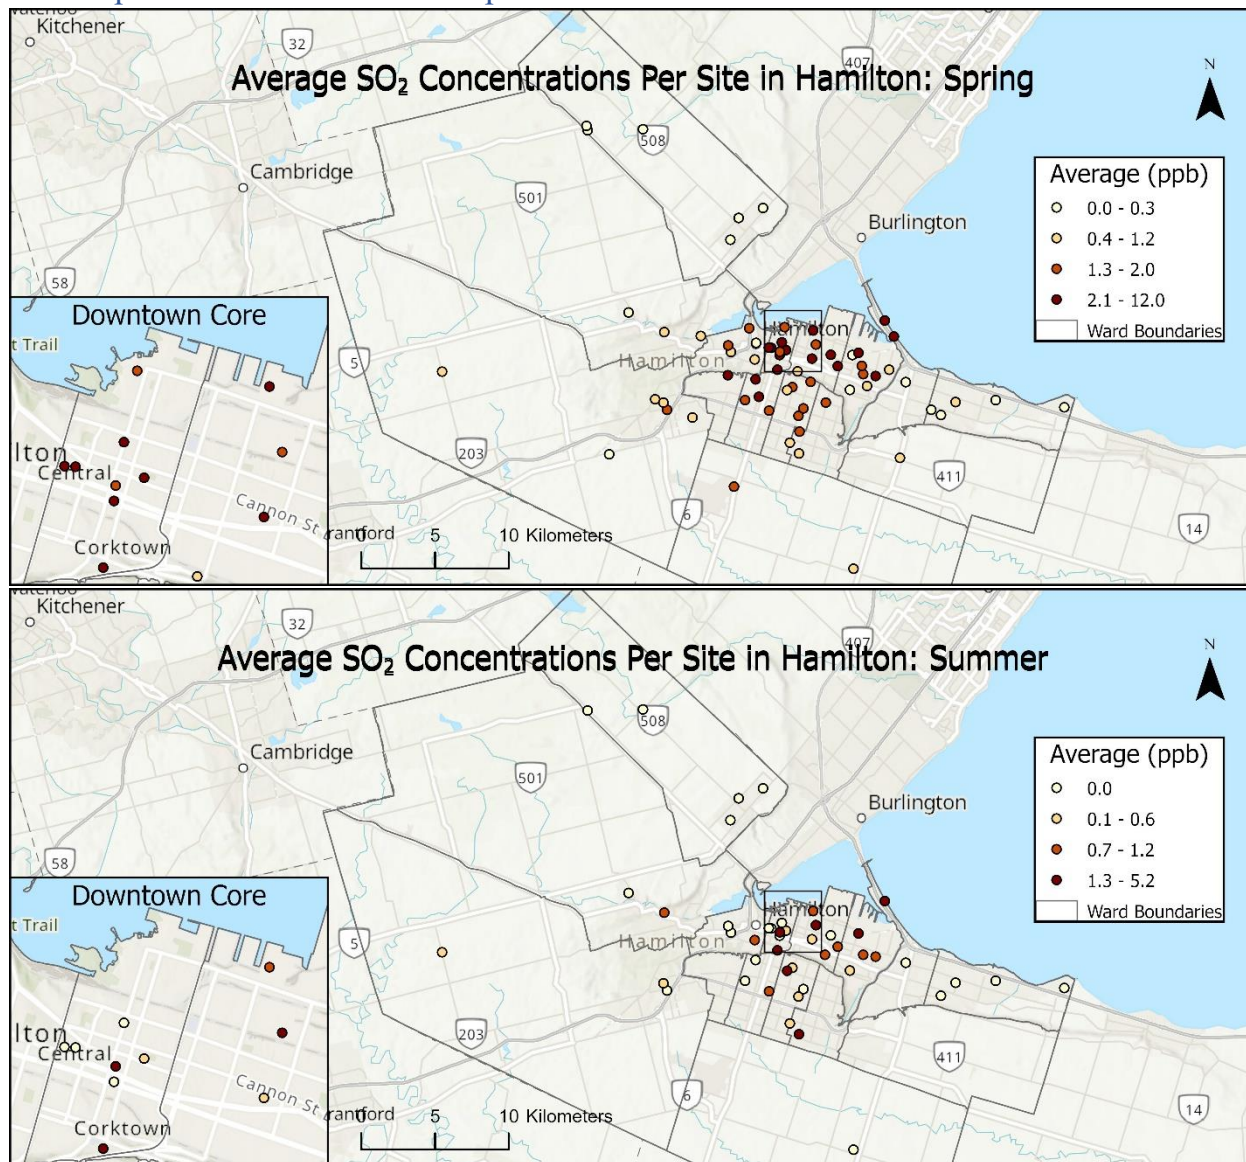 Kitchener
32
407
Average SO₂ Concentrations Per Site in Hamilton: Spring
N
508
Cambridge
501
Burlington
Average (ppb)
0.0 - 0.3
0.4 - 1.2
1.3 - 2.0
2.1 - 12.0
Ward Boundaries
58
Downtown Core
t Trail
Hamilton
Hamilton
5
lton
Central
Cannon St
Corktown
203
411
6
14
rantford
0 5 10 Kilometers
Kitchener
32
407
Average SO₂ Concentrations Per Site in Hamilton: Summer
N
508
Cambridge
501
Burlington
Average (ppb)
0.0
0.1 - 0.6
0.7 - 1.2
1.3 - 5.2
Ward Boundaries
58
Downtown Core
t Trail
Hamilton
Hamilton
5
lton
Central
Cannon St
Corktown
203
411
6
14
rantford
0 5 10 Kilometers